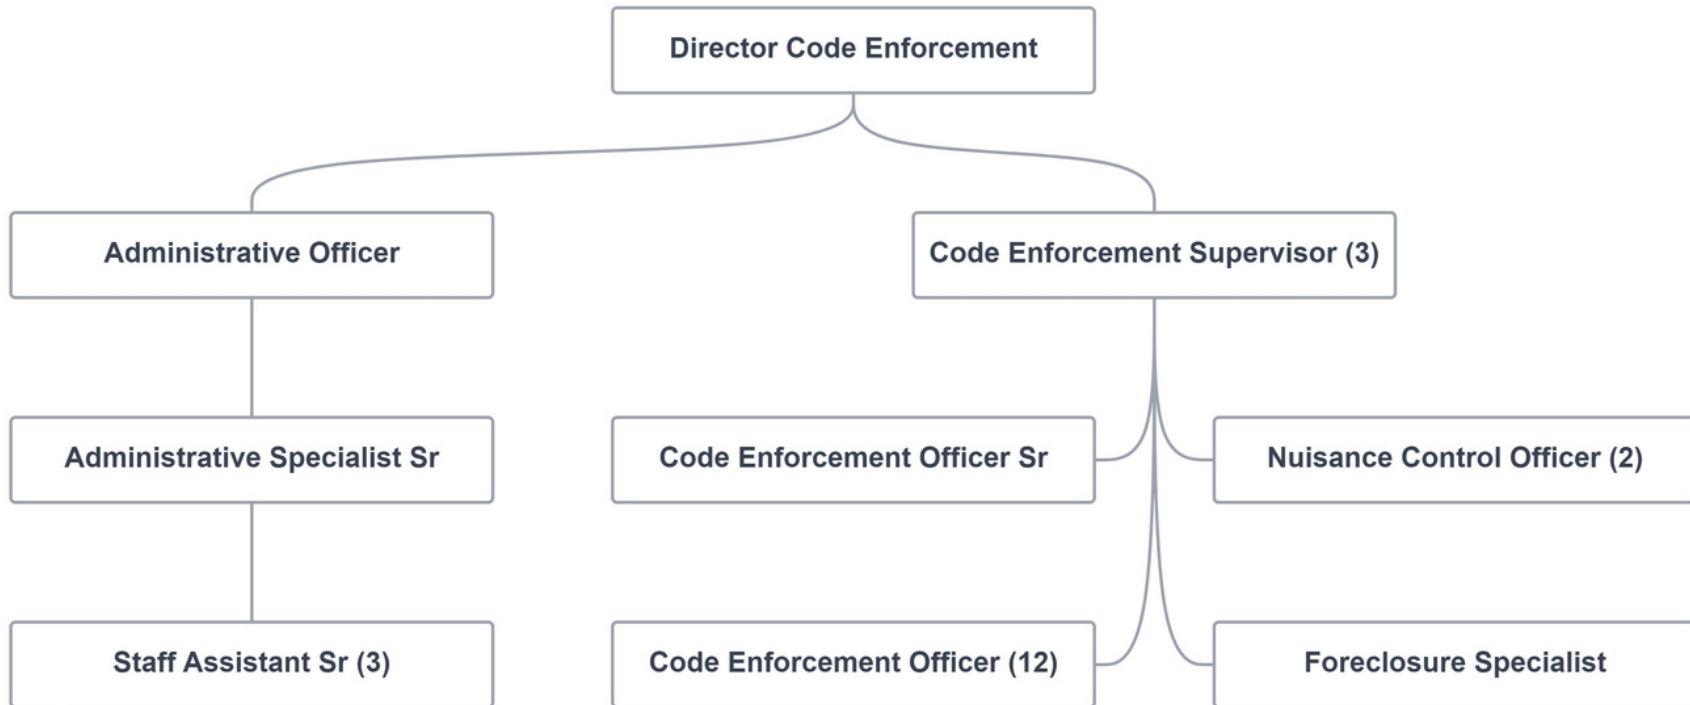 Director Code Enforcement
Administrative Officer
Code Enforcement Supervisor (3)
Administrative Specialist Sr
Code Enforcement Officer Sr
Nuisance Control Officer (2)
Staff Assistant Sr (3)
Code Enforcement Officer (12)
Foreclosure Specialist